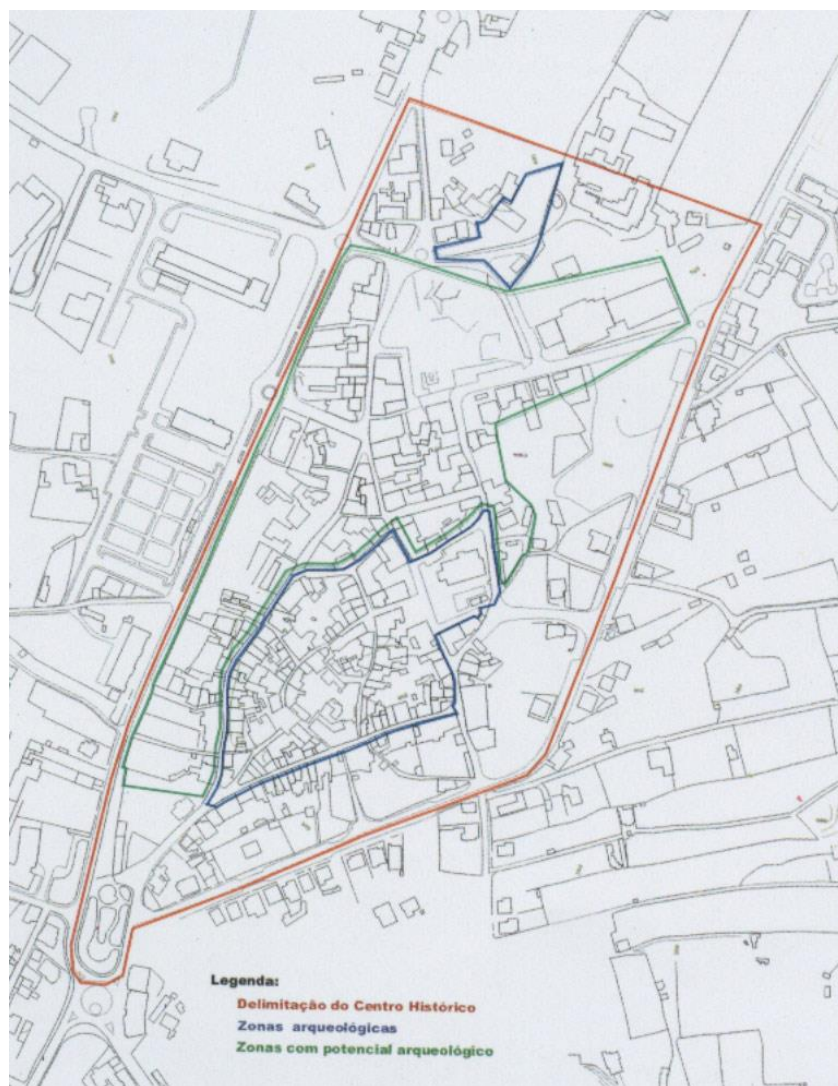 Legenda:
Delimitação do Centro Histórico
Zonas arqueológicas
Zonas com potencial arqueológico